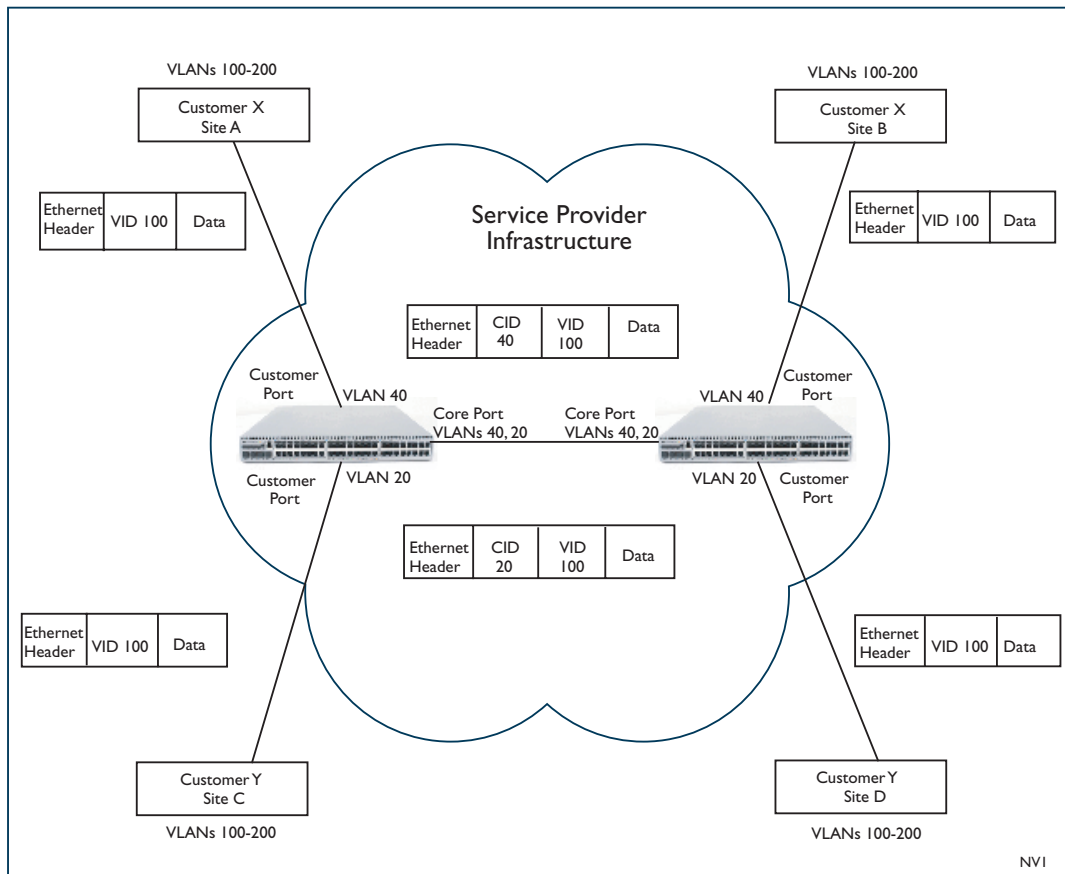 VLANs 100-200
Customer X
Site A
VLANs 100-200
Customer X
Site B
Ethernet
Header
VID 100
Data
Service Provider
Infrastructure
Ethernet
Header
VID 100
Data
Ethernet
Header
CID
40
VID
100
Data
Customer
Port
VLAN 40
Core Port
VLANs 40, 20
Core Port
VLANs 40, 20
VLAN 40
Customer
Port
Customer
Port
VLAN 20
VLAN 20
Customer
Port
Ethernet
Header
CID
20
VID
100
Data
Ethernet
Header
VID 100
Data
Ethernet
Header
VID 100
Data
Customer Y
Site C
VLANs 100-200
Customer Y
Site D
VLANs 100-200
NV1